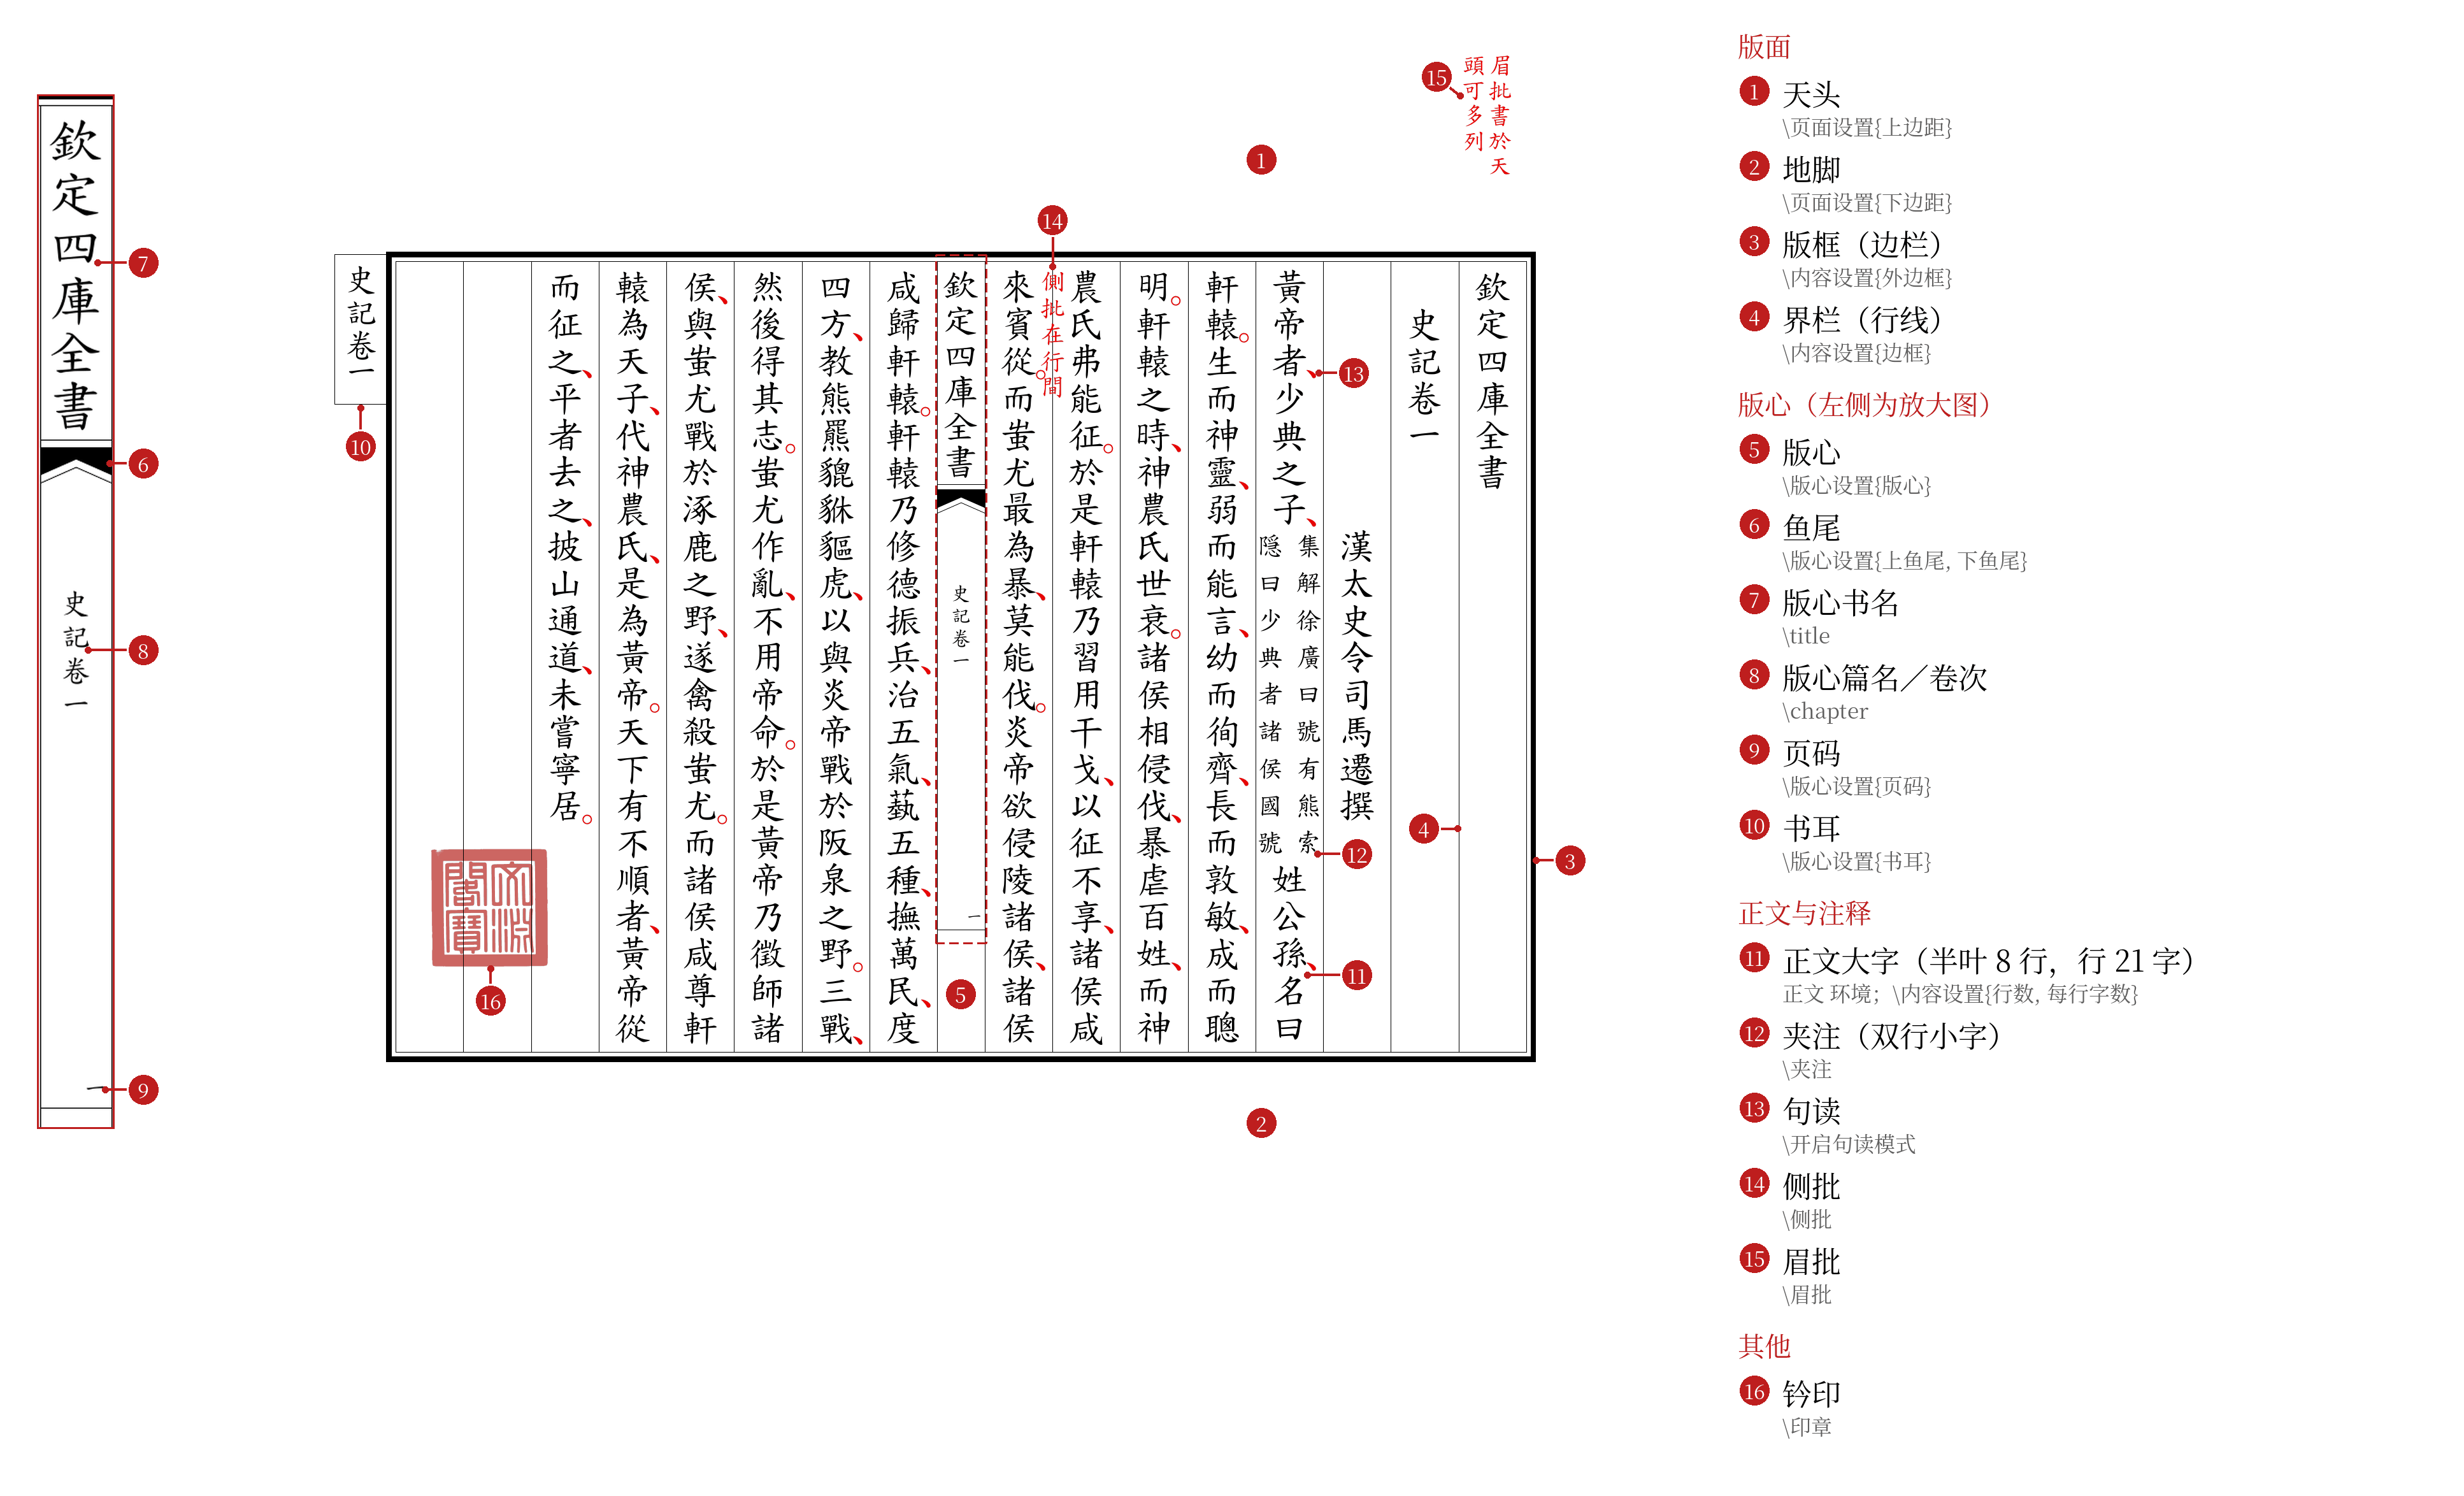 欽定四庫全書
史記卷一
一
7
6
8
9
眉批書於天
頭可多列
15
1
14
側批在行間
欽定四庫全書
史記卷一
漢太史令司馬遷撰
黃帝者、少典之子、
集解徐廣曰號有熊索
隠曰少典者諸侯國號
姓公孫、名曰
軒轅。生而神靈、弱而能言、幼而徇齊、長而敦敏、成而聰
明。軒轅之時、神農氏世衰。諸侯相侵伐、暴虐百姓、而神
農氏弗能征。於是軒轅乃習用干戈、以征不享、諸侯咸
來賓從。而蚩尤最為暴、莫能伐。炎帝欲侵陵諸侯、諸侯
欽定四庫全書
史記卷一
一
咸歸軒轅。軒轅乃修德振兵、治五氣、蓺五種、撫萬民、度
四方、教熊羆貔貅貙虎、以與炎帝戰於阪泉之野。三戰、
然後得其志。蚩尤作亂、不用帝命。於是黃帝乃徵師諸
侯、與蚩尤戰於涿鹿之野、遂禽殺蚩尤。而諸侯咸尊軒
轅為天子、代神農氏、是為黃帝。天下有不順者、黃帝從
而征之、平者去之、披山通道、未嘗寧居。
文淵
閣寶
史記卷一
13
4
3
12
11
5
10
16
2
版面
1 天头
\页面设置{上边距}
2 地脚
\页面设置{下边距}
3 版框（边栏）
\内容设置{外边框}
4 界栏（行线）
\内容设置{边框}
版心（左侧为放大图）
5 版心
\版心设置{版心}
6 鱼尾
\版心设置{上鱼尾, 下鱼尾}
7 版心书名
\title
8 版心篇名／卷次
\chapter
9 页码
\版心设置{页码}
10 书耳
\版心设置{书耳}
正文与注释
11 正文大字（半叶 8 行，行 21 字）
正文 环境；\内容设置{行数, 每行字数}
12 夹注（双行小字）
\夹注
13 句读
\开启句读模式
14 侧批
\侧批
15 眉批
\眉批
其他
16 钤印
\印章